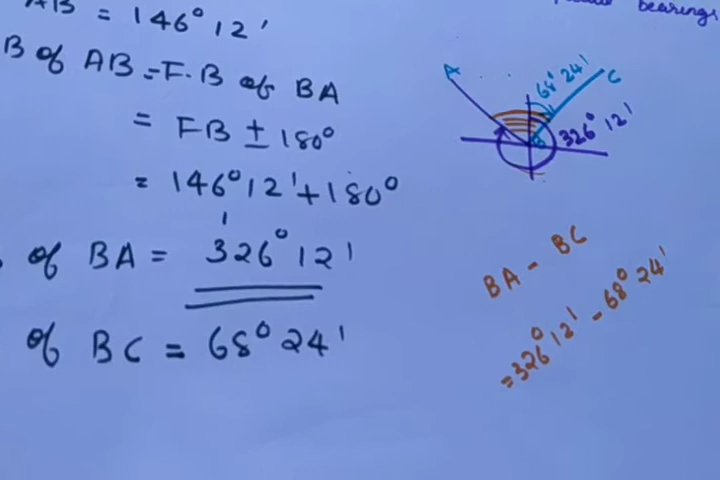 AB = 146° 12'
bearings
B of AB = F.B of BA
= FB ± 180°
= 146° 12' + 180°
of BA = 326° 12'
of BC = 68° 24'
A
68° 24'
C
B
326° 12'
BA - BC
= 326° 12' - 68° 24'